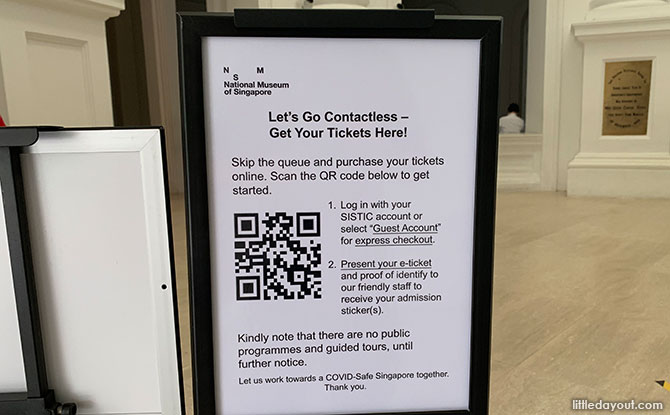 N M
S
National Museum
of Singapore
Let's Go Contactless –
Get Your Tickets Here!
Skip the queue and purchase your tickets
online. Scan the QR code below to get
started.
1. Log in with your
SISTIC account or
select "Guest Account"
for express checkout.
2. Present your e-ticket
and proof of identify to
our friendly staff to
receive your admission
sticker(s).
Kindly note that there are no public
programmes and guided tours, until
further notice.
Let us work towards a COVID-Safe Singapore together.
Thank you.
littledayout.com